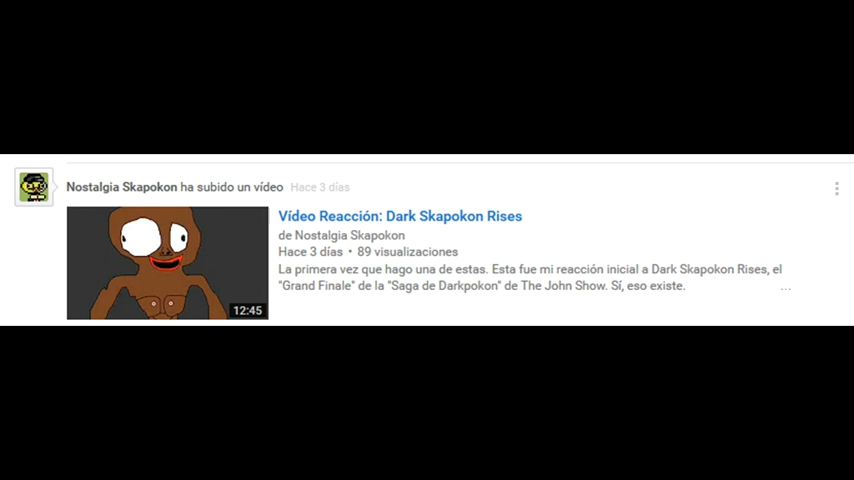 Nostalgia Skapokon ha subido un vídeo Hace 3 días
Vídeo Reacción: Dark Skapokon Rises
de Nostalgia Skapokon
Hace 3 días • 89 visualizaciones
La primera vez que hago una de estas. Esta fue mi reacción inicial a Dark Skapokon Rises, el
"Grand Finale" de la "Saga de Darkpokon" de The John Show. Sí, eso existe.
...
12:45